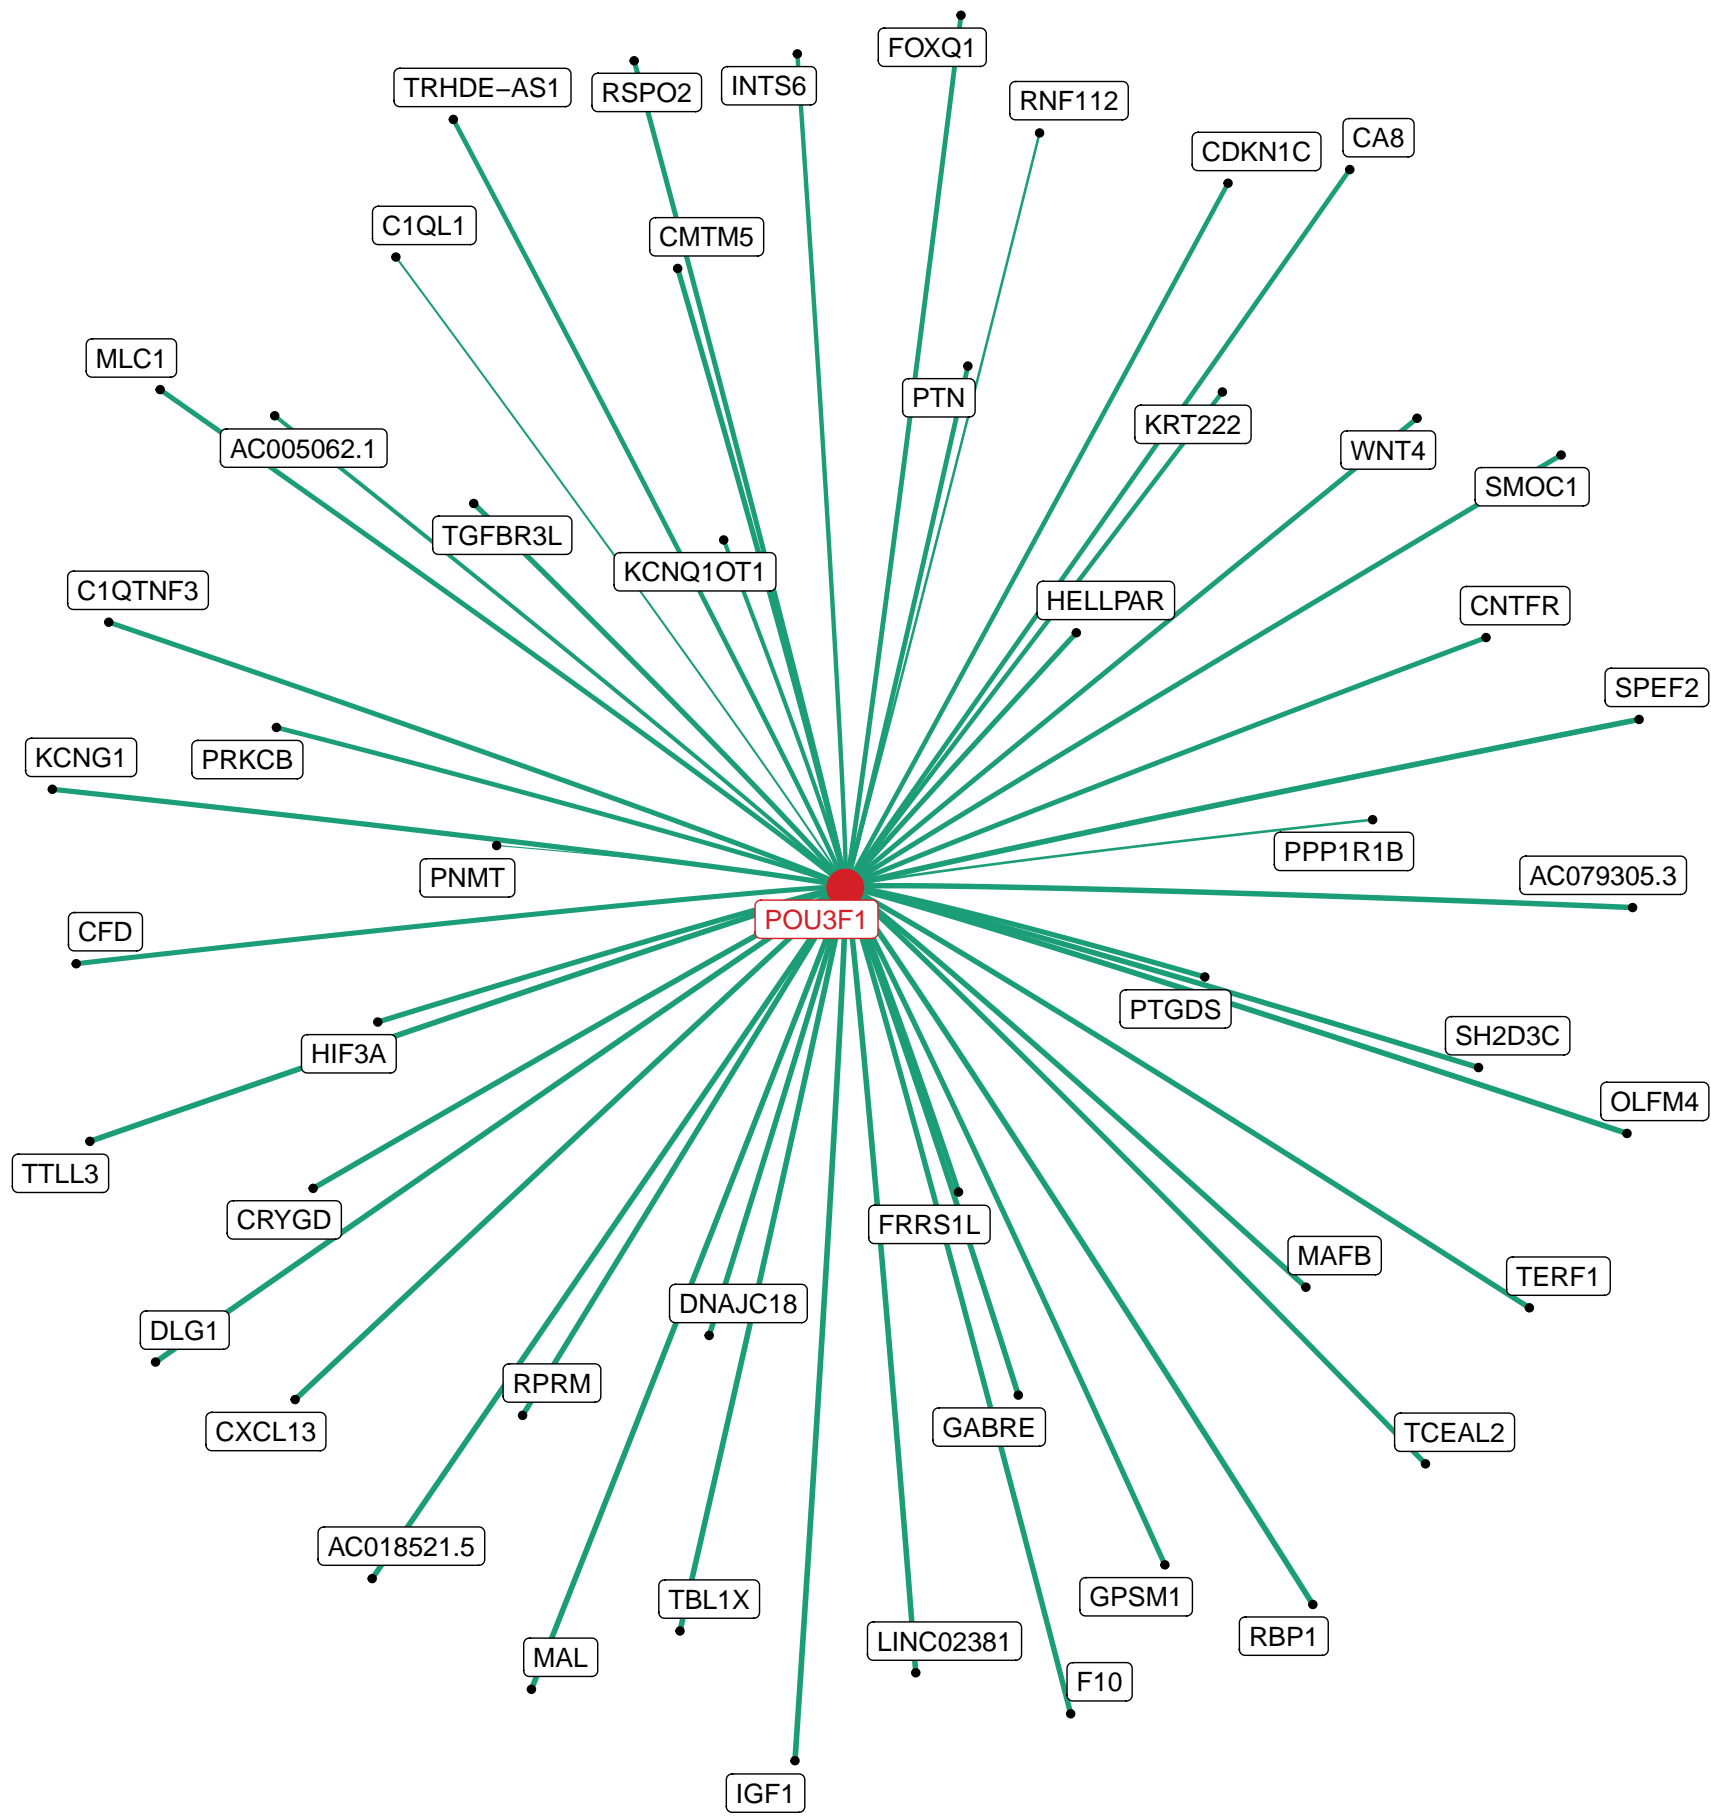 FOXQ1
TRHDE−AS1
RSPO2
INTS6
RNF112
CDKN1C
CA8
C1QL1
CMTM5
MLC1
PTN
KRT222
AC005062.1
WNT4
SMOC1
TGFBR3L
KCNQ1OT1
C1QTNF3
HELLPAR
CNTFR
SPEF2
KCNG1
PRKCB
PNMT
PPP1R1B
AC079305.3
POU3F1
CFD
PTGDS
SH2D3C
HIF3A
OLFM4
TTLL3
CRYGD
FRRS1L
MAFB
TERF1
DNAJC18
DLG1
RPRM
GABRE
CXCL13
TCEAL2
AC018521.5
TBL1X
GPSM1
RBP1
LINC02381
MAL
F10
IGF1